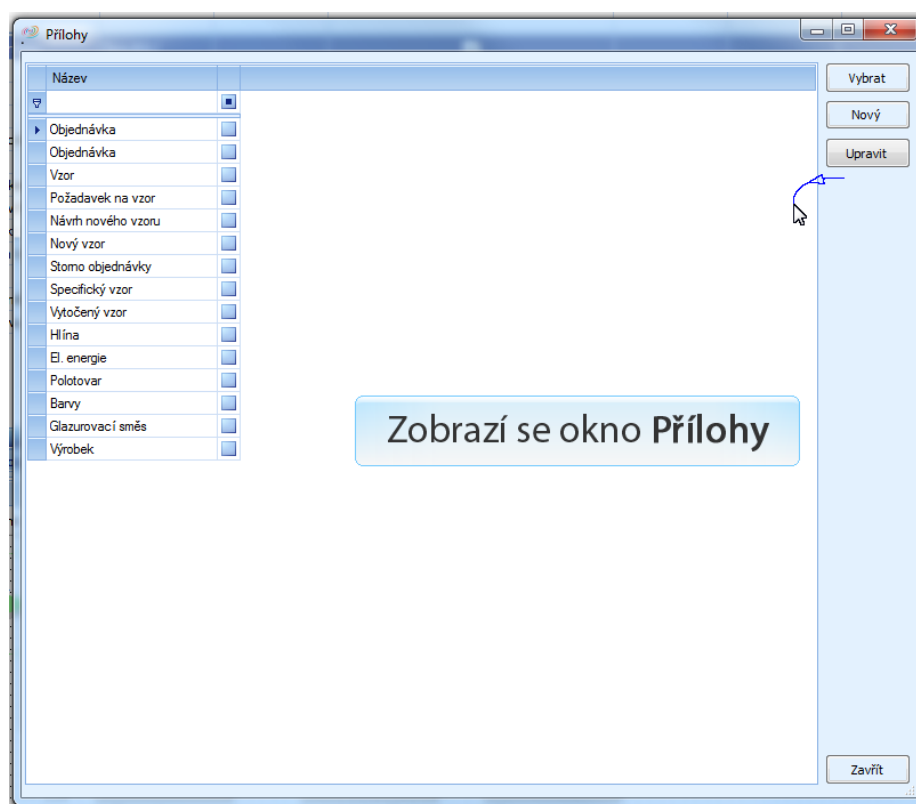 Přílohy
Název
Vybrat
Nový
Upravit
Objednávka
Objednávka
Vzor
Požadavek na vzor
Návrh nového vzoru
Nový vzor
Storno objednávky
Specifický vzor
Vytočený vzor
Hlína
El. energie
Polotovar
Barvy
Glazurovací směs
Výrobek
Zobrazí se okno Přílohy
Zavřít